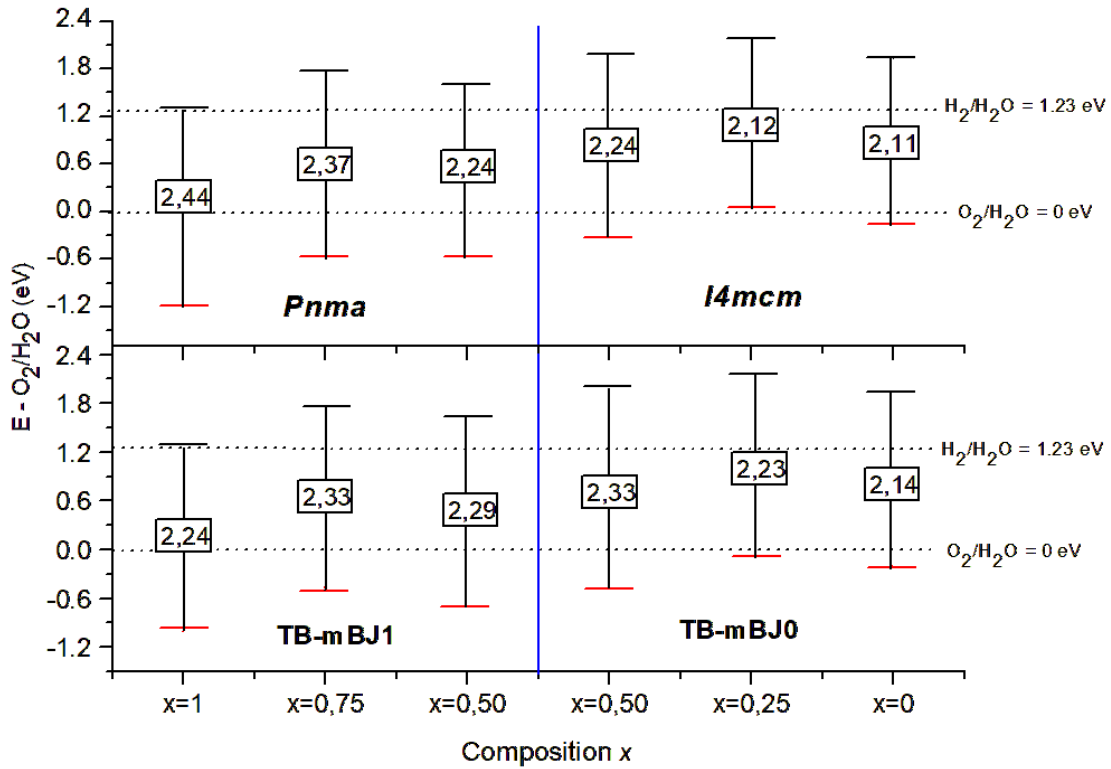 2.4
1.8
1.2
0.6
0.0
-0.6
-1.2
2,44
2,37
2,24
2,24
2,12
2,11
H2/H2O = 1.23 eV
O2/H2O = 0 eV
Pnma
I4mcm
E - O2/H2O (eV)
2.4
1.8
1.2
0.6
0.0
-0.6
-1.2
2,24
2,33
2,29
2,33
2,23
2,14
H2/H2O = 1.23 eV
O2/H2O = 0 eV
TB-mBJ1
TB-mBJ0
x=1
x=0,75
x=0,50
x=0,50
x=0,25
x=0
Composition x